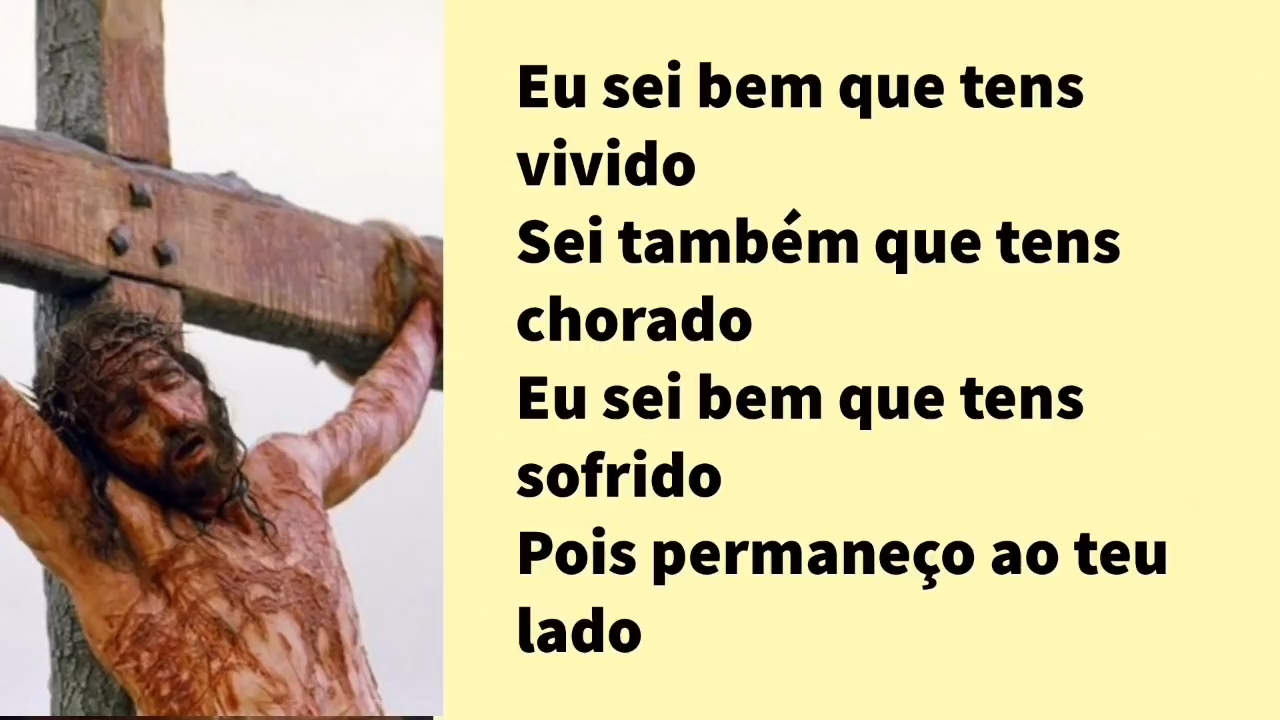 Eu sei bem que tens
vivido
Sei também que tens
chorado
Eu sei bem que tens
sofrido
Pois permaneço ao teu
lado